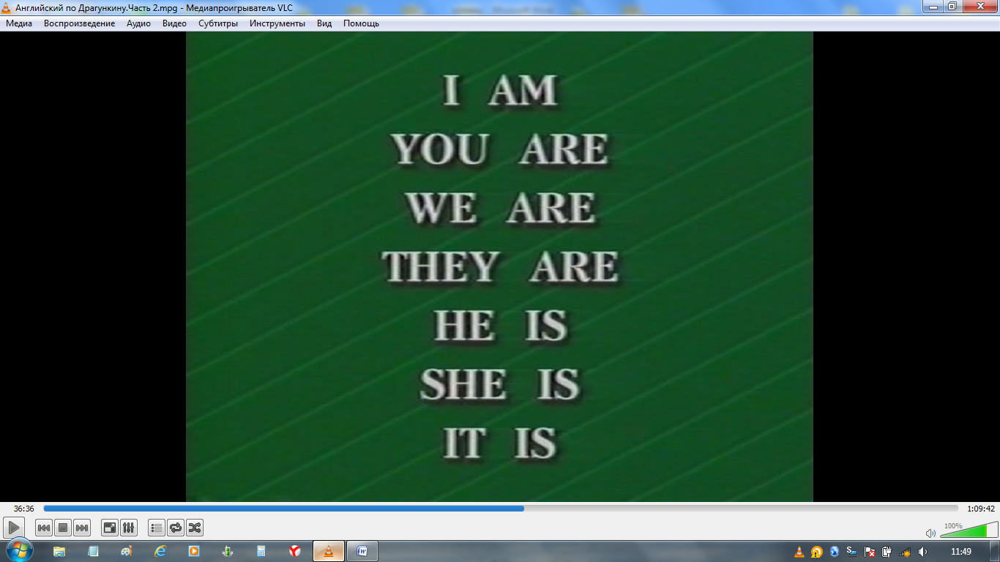 Английский по Драгункину.Часть 2.mpg - Медиапроигрыватель VLC
Медиа Воспроизведение Аудио Видео Субтитры Инструменты Вид Помощь
I AM
YOU ARE
WE ARE
THEY ARE
HE IS
SHE IS
IT IS
36:36 1:09:42
100%
11:49